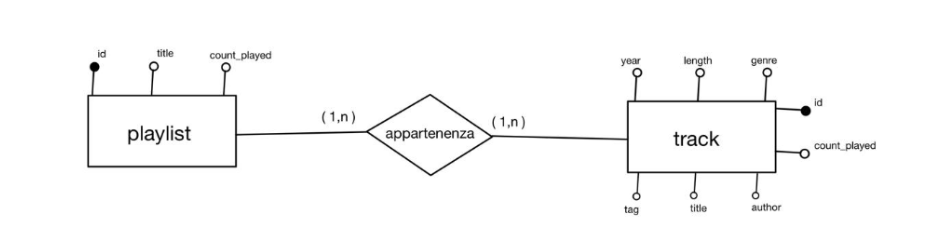 id
title
count_played
playlist
(1,n)
appartenenza
(1,n)
year
length
genre
track
id
count_played
tag
title
author